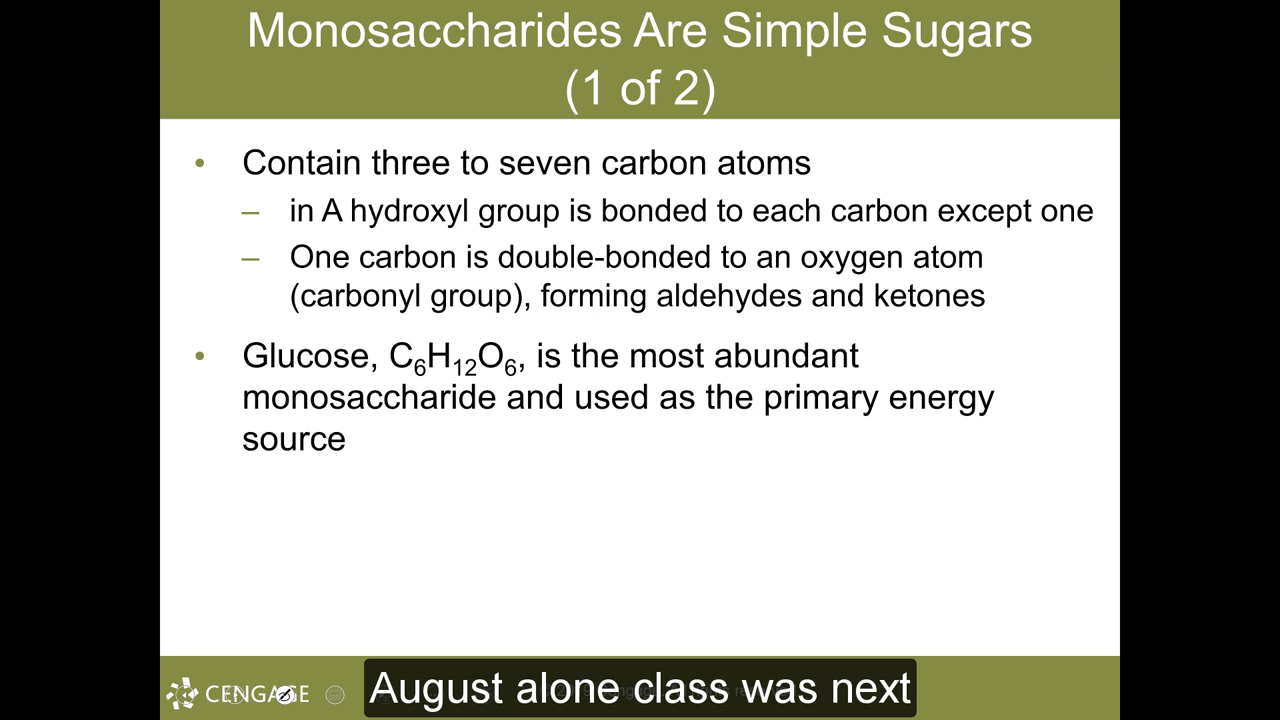 Monosaccharides Are Simple Sugars
(1 of 2)
• Contain three to seven carbon atoms
– in A hydroxyl group is bonded to each carbon except one
– One carbon is double-bonded to an oxygen atom
(carbonyl group), forming aldehydes and ketones
• Glucose, C₆H₁₂O₆, is the most abundant
monosaccharide and used as the primary energy
source
CENGAGE
August alone class was next